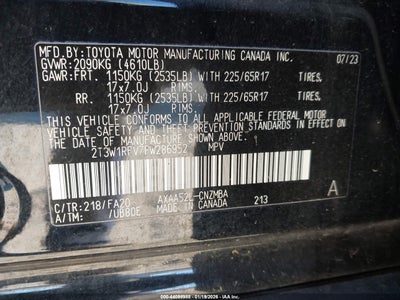 MFD.BY:TOYOTA MOTOR MANUFACTURING CANADA INC. 07/23
GVWR:2090KG (4610LB)
GAWR:FRT. 1150KG (2535LB) WITH 225/65R17 TIRES,
17x7.0J RIMS,
RR. 1150KG (2535LB) WITH 225/65R17 TIRES,
17x7.0J RIMS,
THIS VEHICLE CONFORMS TO ALL APPLICABLE FEDERAL MOTOR
VEHICLE SAFETY STANDARDS IN EFFECT ON
THE DATE OF MANUFACTURE SHOWN ABOVE.
MPV
C/TR:218/FA20 AXAA52L-CNZMBA
A/TM: /UB80E MADE IN CANADA 213
A